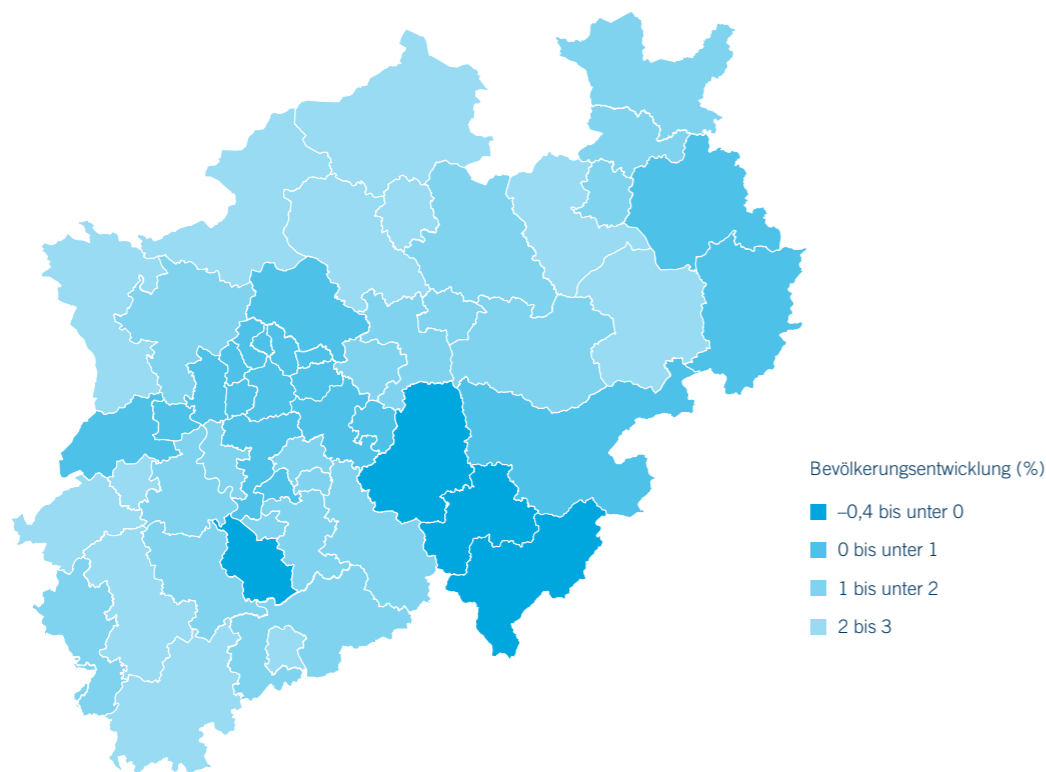 Bevölkerungsentwicklung (%)
–0,4 bis unter 0
0 bis unter 1
1 bis unter 2
2 bis 3